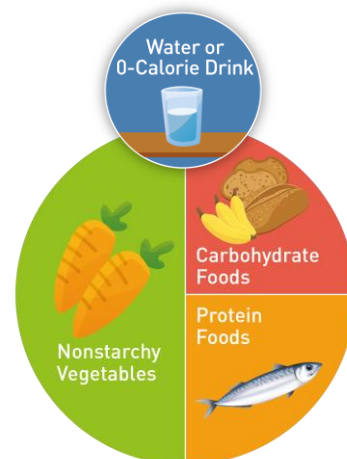 Water or
0-Calorie Drink
Carbohydrate
Foods
Protein
Foods
Nonstarchy
Vegetables